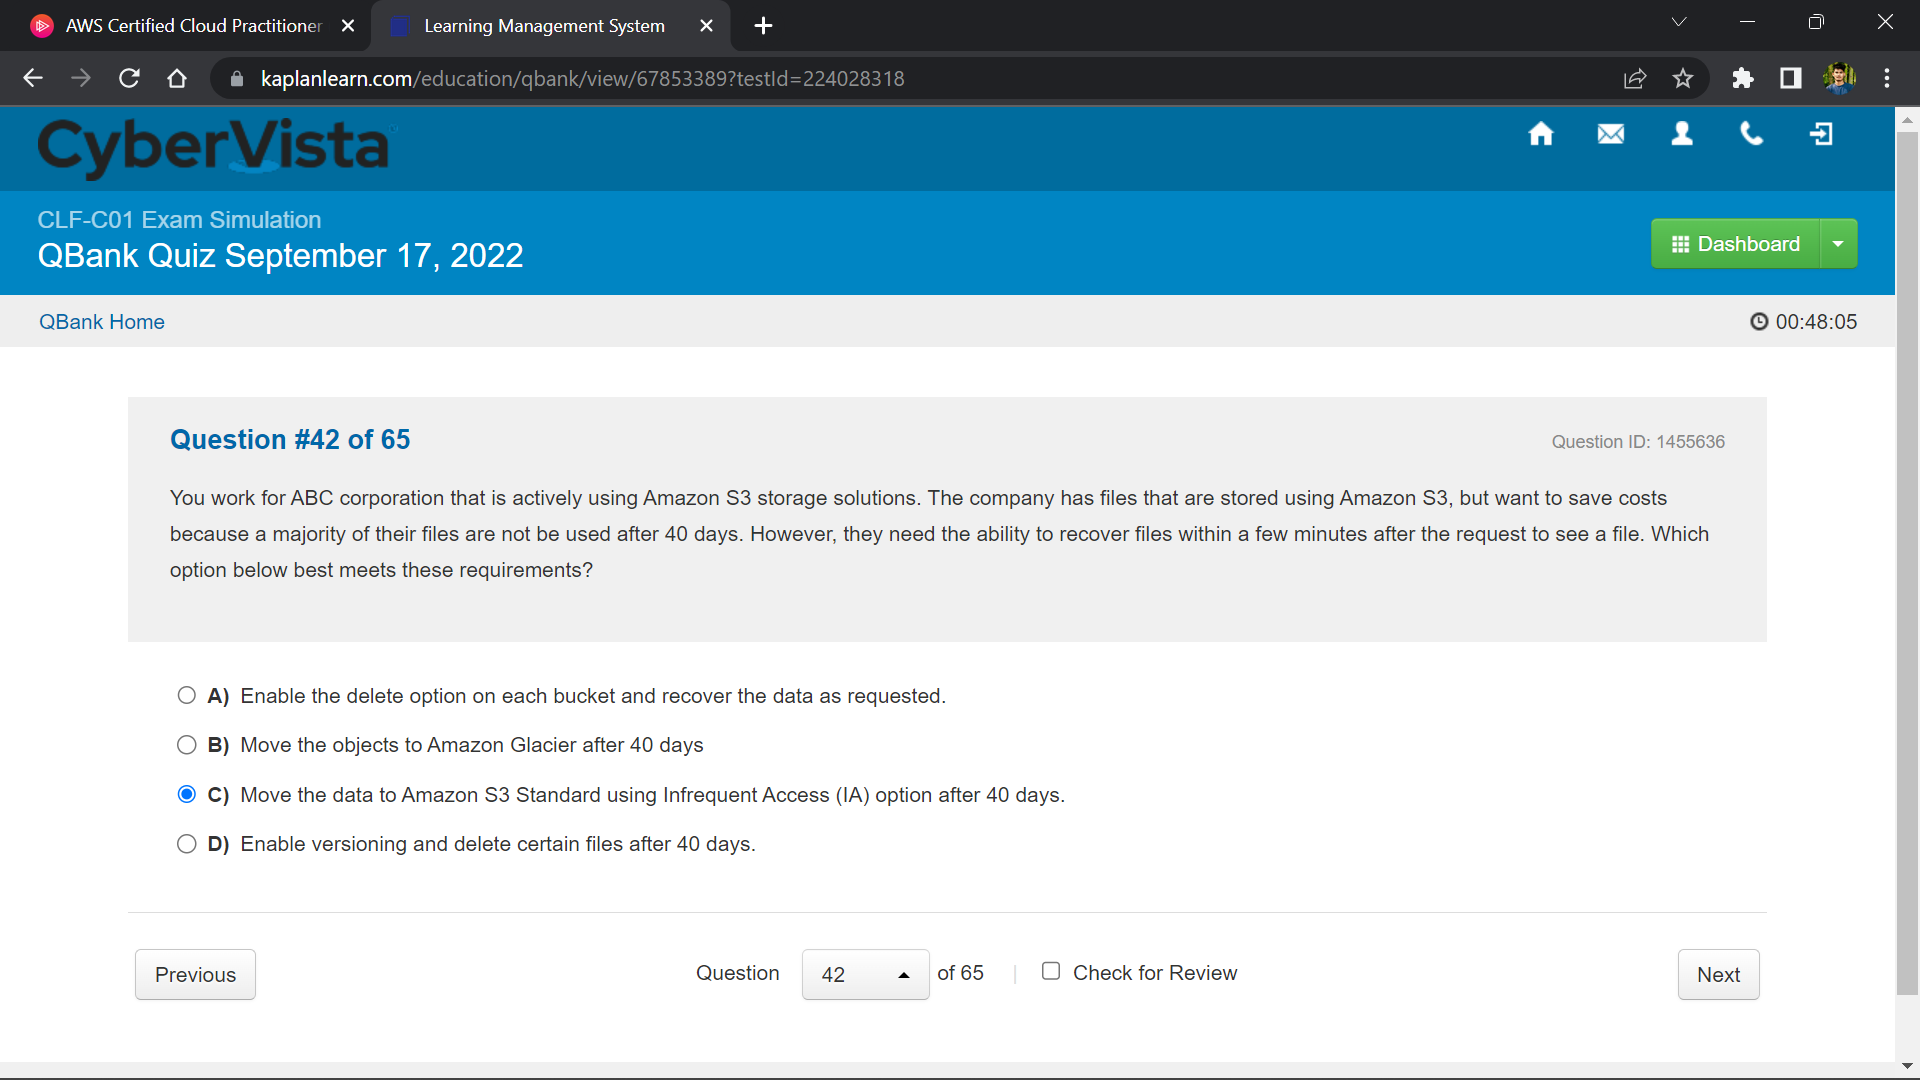 AWS Certified Cloud Practitioner
Learning Management System
kaplanlearn.com/education/qbank/view/67853389?testId=224028318
CyberVista
CLF-C01 Exam Simulation
QBank Quiz September 17, 2022
Dashboard
QBank Home
00:48:05
Question #42 of 65
Question ID: 1455636
You work for ABC corporation that is actively using Amazon S3 storage solutions. The company has files that are stored using Amazon S3, but want to save costs
because a majority of their files are not be used after 40 days. However, they need the ability to recover files within a few minutes after the request to see a file. Which
option below best meets these requirements?
A) Enable the delete option on each bucket and recover the data as requested.
B) Move the objects to Amazon Glacier after 40 days
C) Move the data to Amazon S3 Standard using Infrequent Access (IA) option after 40 days.
D) Enable versioning and delete certain files after 40 days.
Previous
Question 42 of 65 | Check for Review
Next